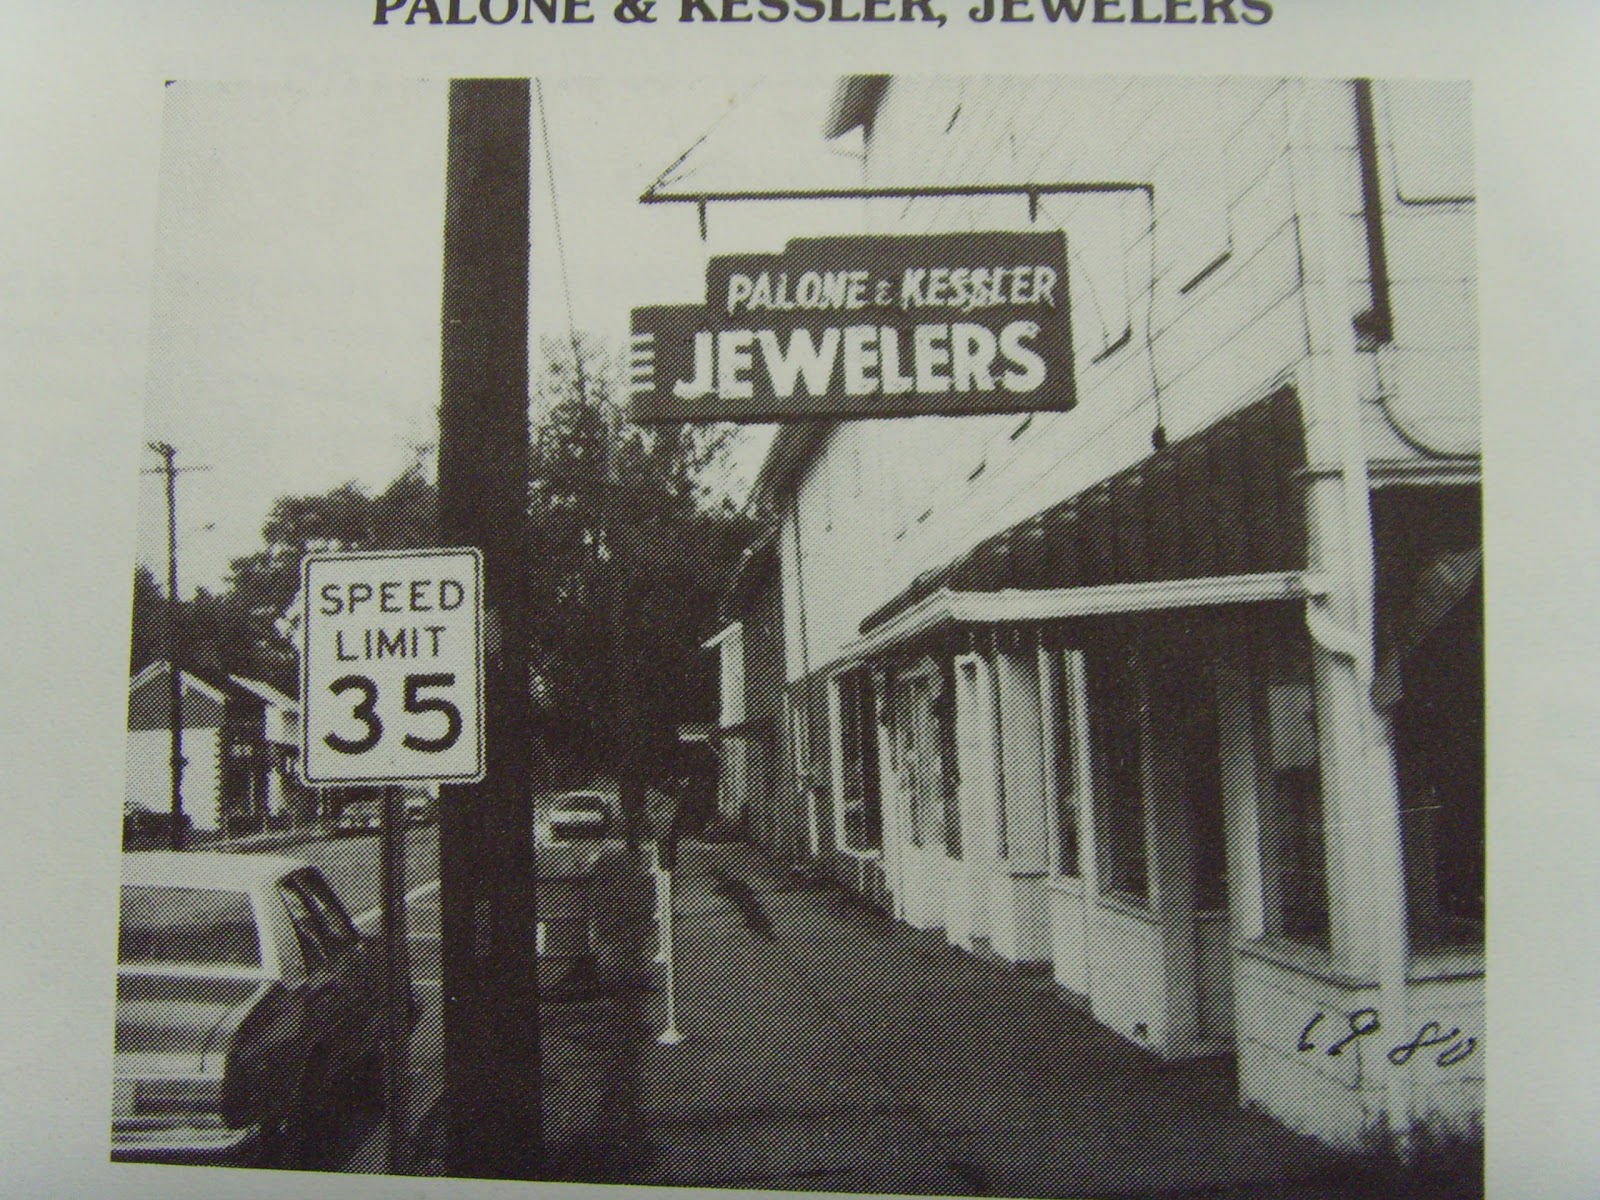 PALONE & KESSLER, JEWELERS
PALONE & KESSLER
JEWELERS
SPEED
LIMIT
35
1980